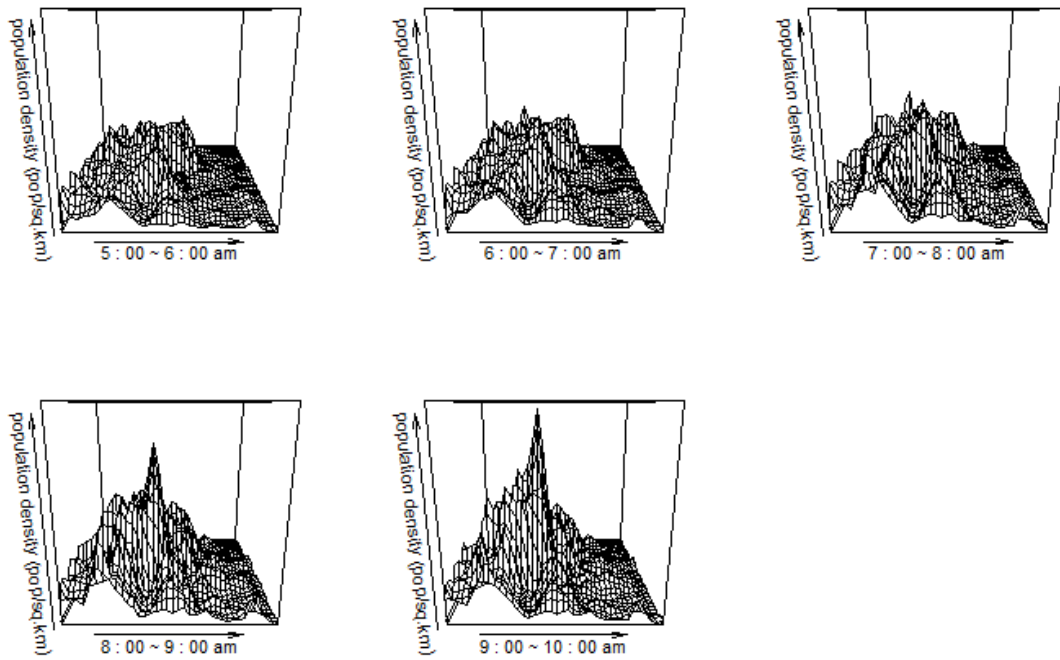 population density (pop/sq.km)
5 : 00 ~ 6 : 00 am
population density (pop/sq.km)
6 : 00 ~ 7 : 00 am
population density (pop/sq.km)
7 : 00 ~ 8 : 00 am
population density (pop/sq.km)
8 : 00 ~ 9 : 00 am
population density (pop/sq.km)
9 : 00 ~ 10 : 00 am